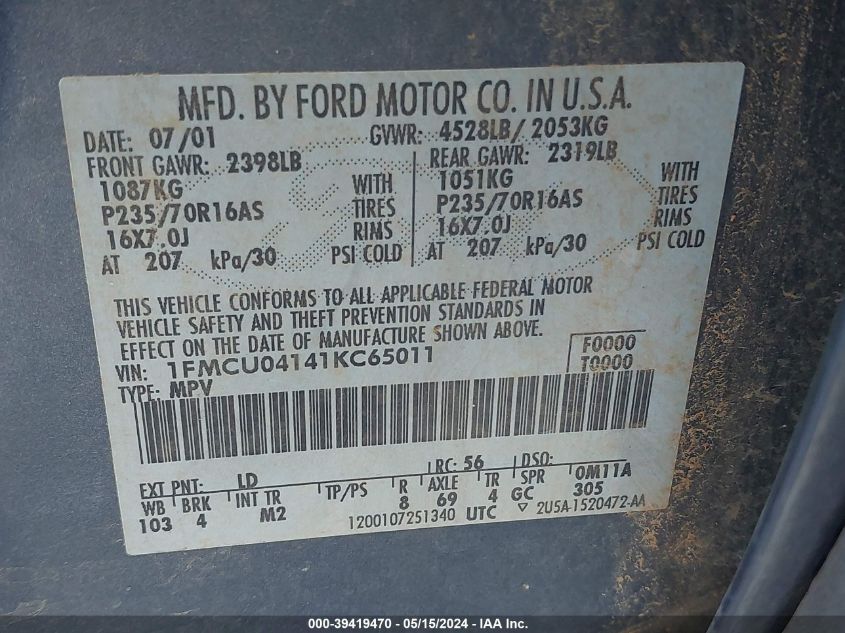 MFD. BY FORD MOTOR CO. IN U.S.A.
DATE: 07/01 GVWR: 4528LB/ 2053KG
FRONT GAWR: 2398LB REAR GAWR: 2319LB
1087KG WITH 1051KG WITH
P235/70R16AS TIRES P235/70R16AS TIRES
16X7.0J RIMS 16X7.0J RIMS
AT 207 kPa/30 PSI COLD AT 207 kPa/30 PSI COLD
THIS VEHICLE CONFORMS TO ALL APPLICABLE FEDERAL MOTOR
VEHICLE SAFETY AND THEFT PREVENTION STANDARDS IN
EFFECT ON THE DATE OF MANUFACTURE SHOWN ABOVE.
VIN: 1FMCU04141KC65011 F0000
TYPE: MPV T0000
EXT PNT: LD RC: 56 DSO:
WB BRK INT TR TP/PS R AXLE TR SPR 0M11A
103 4 M2 8 69 4 GC 305
1200107251340 UTC ▽ 2U5A-1520472-AA
000-39419470 - 05/15/2024 - IAA Inc.